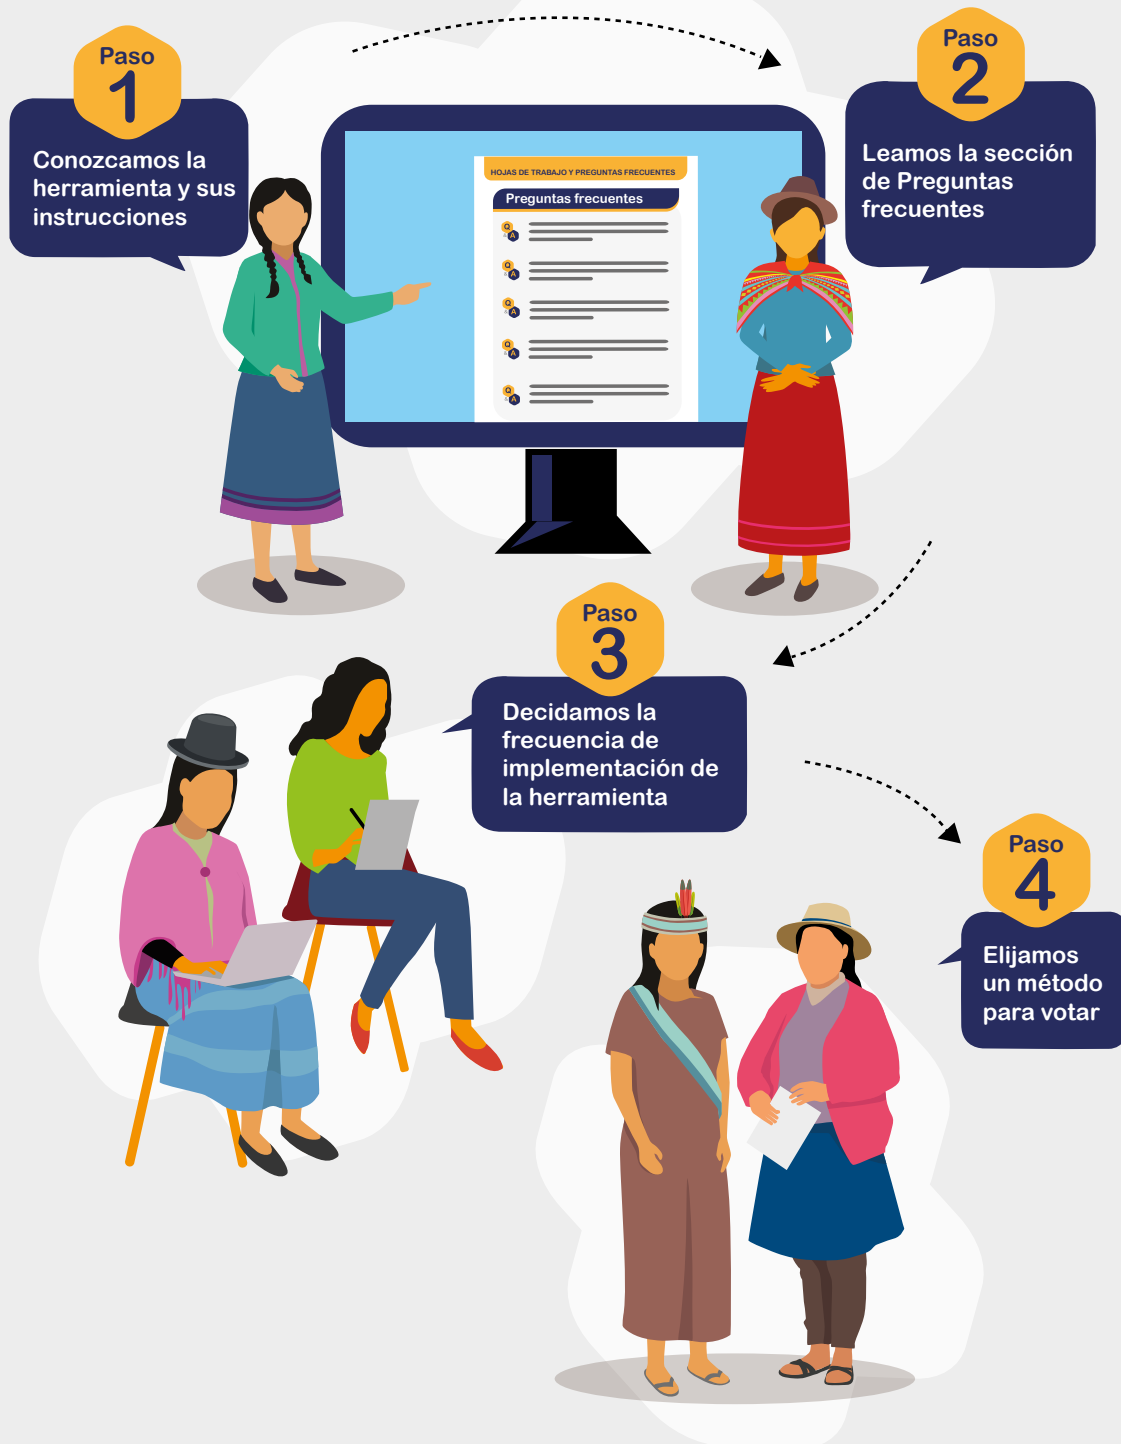 Paso
1
Conozcamos la
herramienta y sus
instrucciones
Paso
2
Leamos la sección
de Preguntas
frecuentes
HOJAS DE TRABAJO Y PREGUNTAS FRECUENTES
Preguntas frecuentes
Q
& A
Q
& A
Q
& A
Q
& A
Q
& A
Paso
3
Decidamos la
frecuencia de
implementación de
la herramienta
Paso
4
Elijamos
un método
para votar